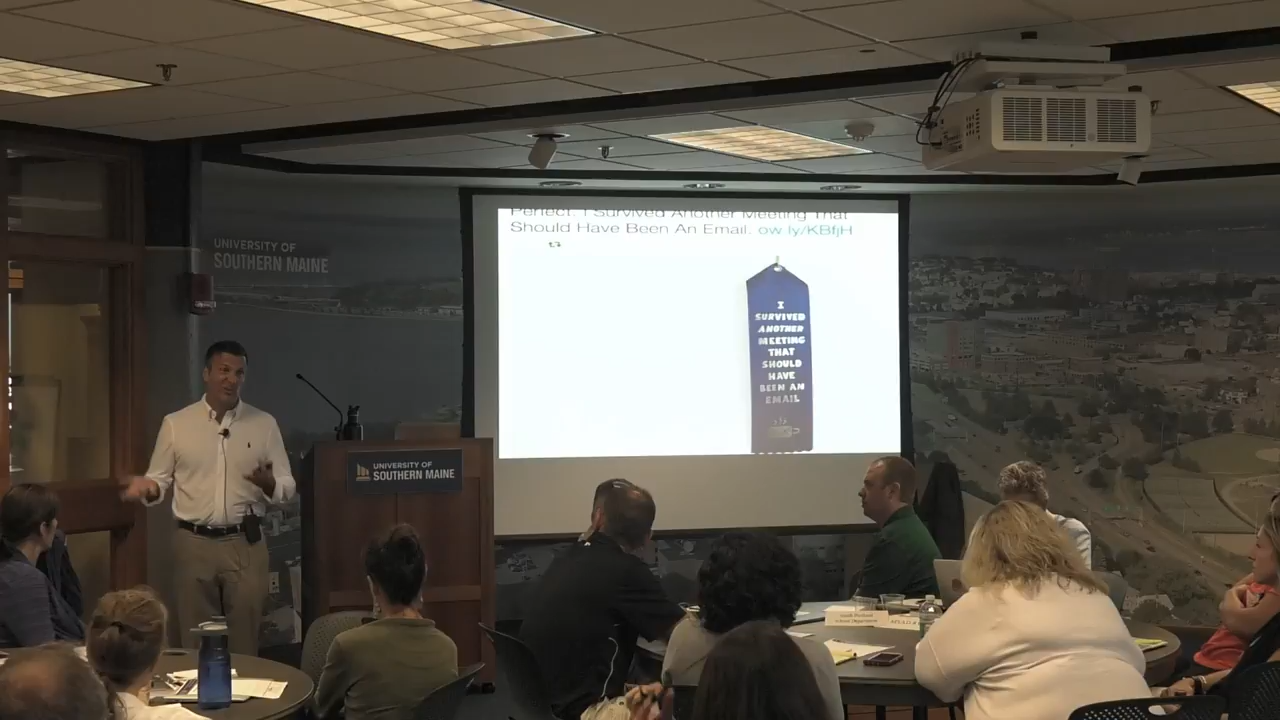 UNIVERSITY OF
SOUTHERN MAINE
Perfect. I Survived Another Meeting That
Should Have Been An Email. ow.ly/KBfjH
I
SURVIVED
ANOTHER
MEETING
THAT
SHOULD
HAVE
BEEN AN
EMAIL
UNIVERSITY OF
SOUTHERN MAINE